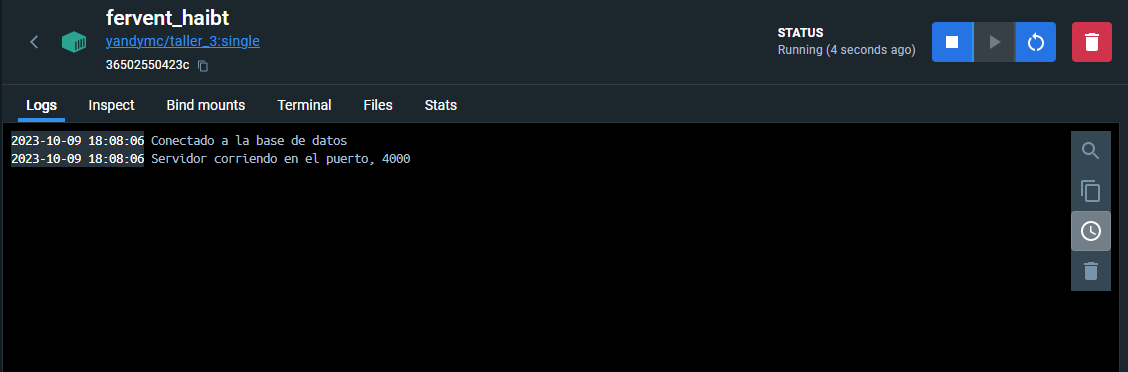 fervent_haibt
yandymc/taller_3:single
36502550423c
STATUS
Running (4 seconds ago)
Logs Inspect Bind mounts Terminal Files Stats
2023-10-09 18:08:06 Conectado a la base de datos
2023-10-09 18:08:06 Servidor corriendo en el puerto, 4000